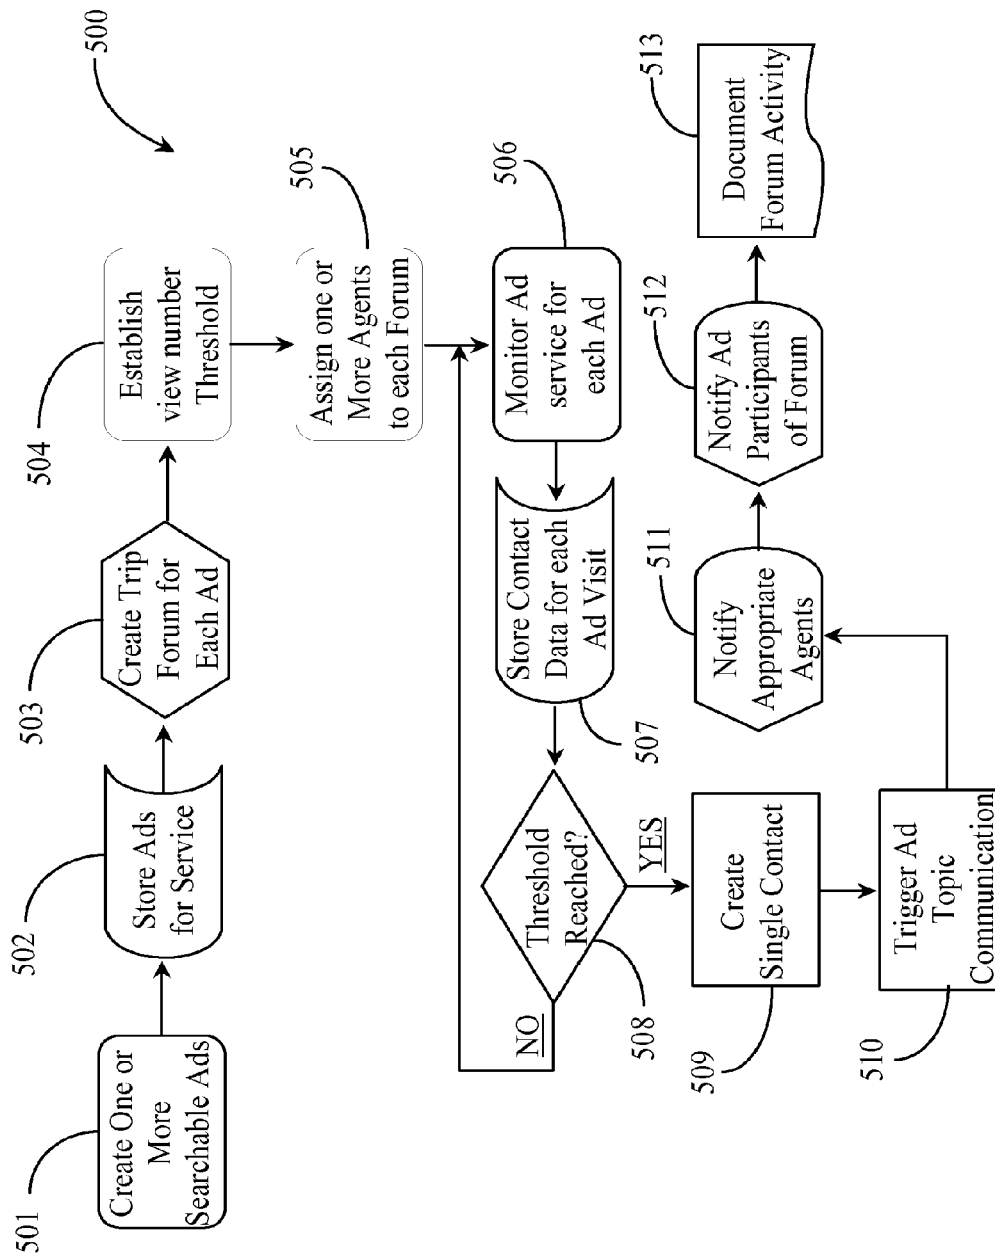 500
501
Create One or
More
Searchable Ads
502
Store Ads
for Service
503
Create Trip
Forum for
Each Ad
504
Establish
view number
Threshold
505
Assign one or
More Agents
to each Forum
506
Monitor Ad
service for
each Ad
507
Store Contact
Data for each
Ad Visit
508
Threshold
Reached?
NO
YES
509
Create
Single Contact
510
Trigger Ad
Topic
Communication
511
Notify
Appropriate
Agents
512
Notify Ad
Participants
of Forum
513
Document
Forum Activity